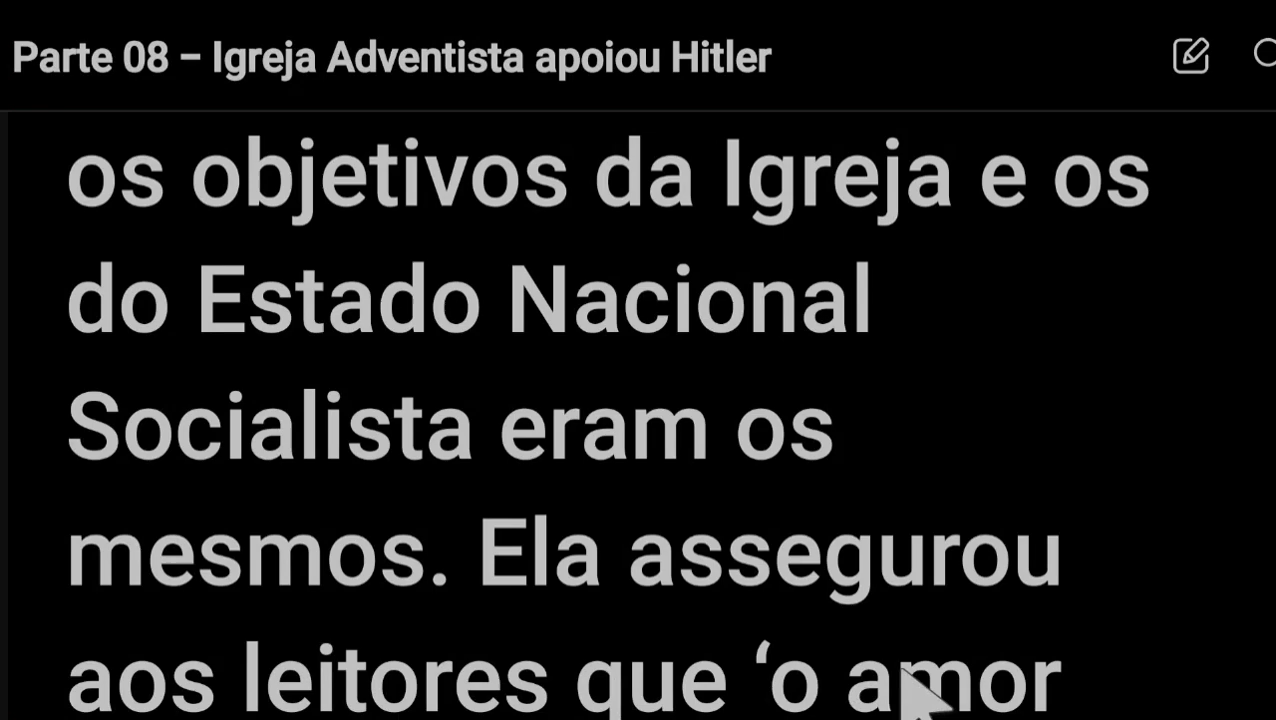 Parte 08 – Igreja Adventista apoiou Hitler
os objetivos da Igreja e os
do Estado Nacional
Socialista eram os
mesmos. Ela assegurou
aos leitores que ‘o amor